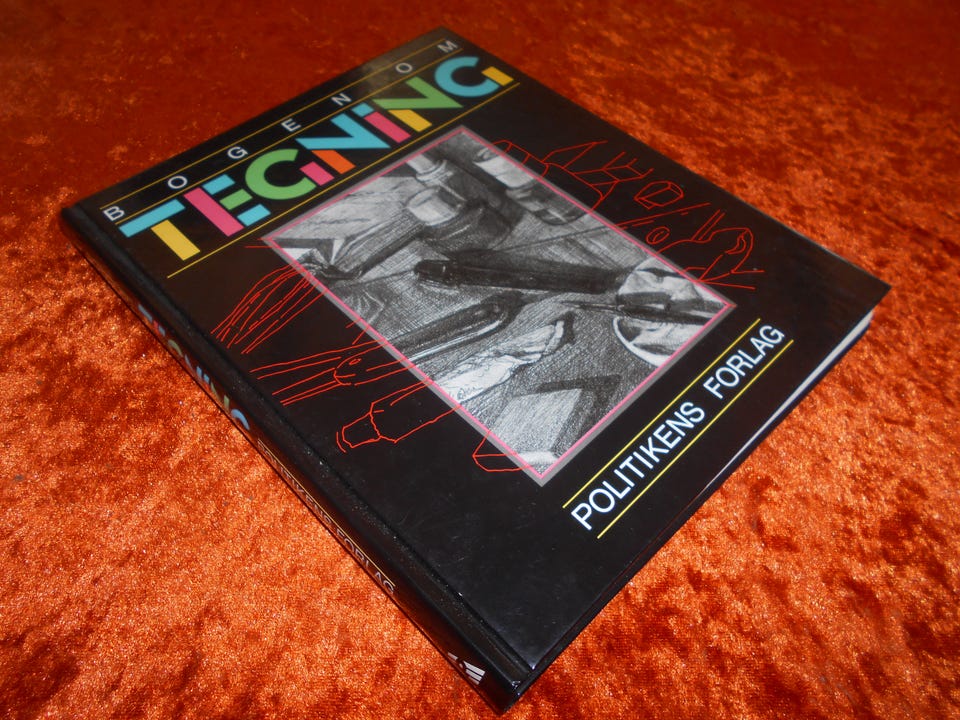 BOGEN OM
TEGNING
POLITIKENS FORLAG
TEGNING
POLITIKENS FORLAG